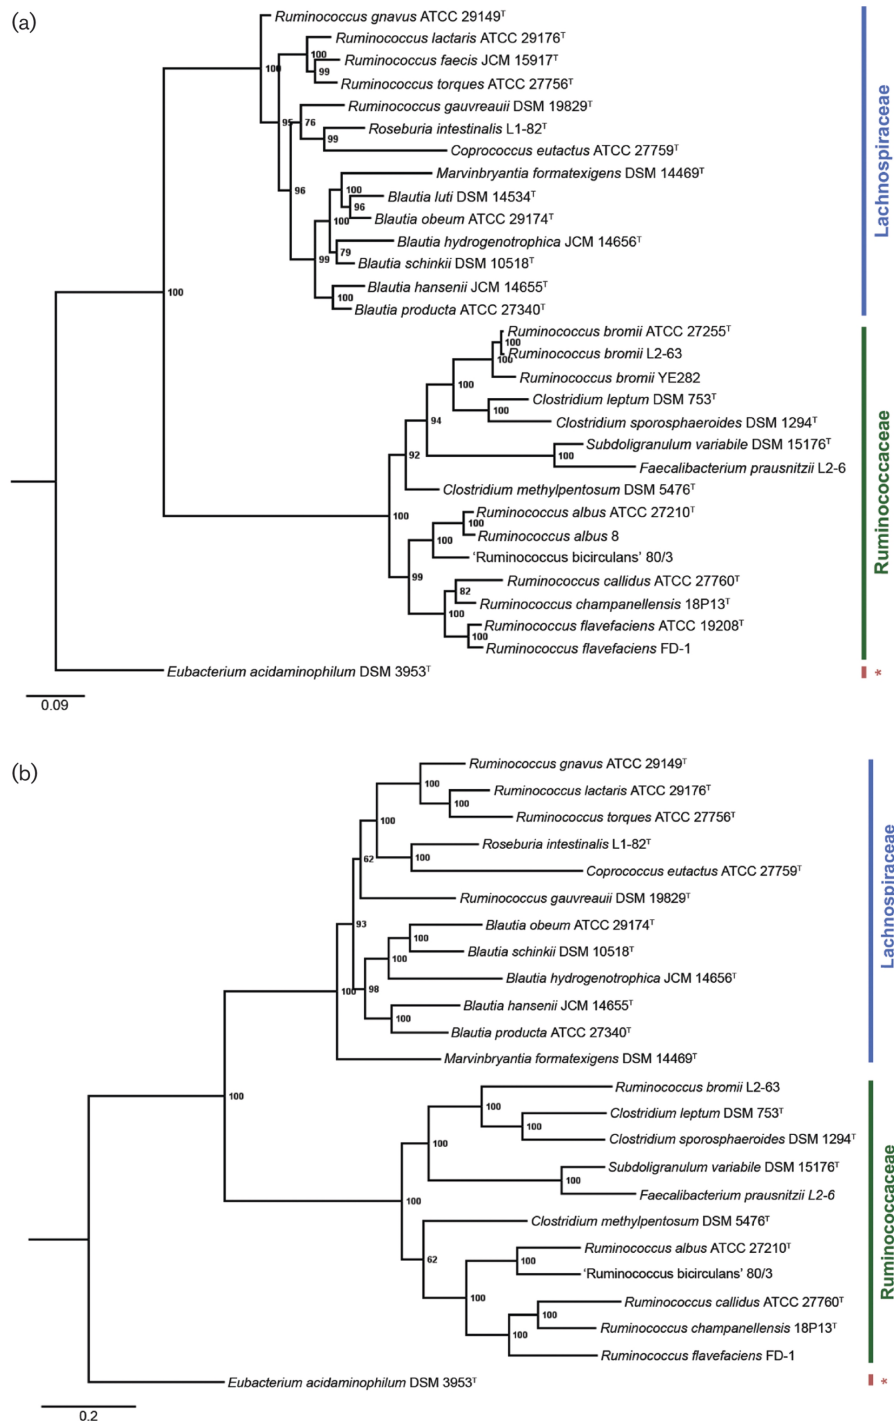 (a)
Ruminococcus gnavus ATCC 29149ᵀ
Ruminococcus lactaris ATCC 29176ᵀ
100
Ruminococcus faecis JCM 15917ᵀ
100
99
Ruminococcus torques ATCC 27756ᵀ
Ruminococcus gauvreauii DSM 19829ᵀ
95
76
Roseburia intestinalis L1-82ᵀ
99
Coprococcus eutactus ATCC 27759ᵀ
Marvinbryantia formatexigens DSM 14469ᵀ
96
100
Blautia luti DSM 14534ᵀ
96
Blautia obeum ATCC 29174ᵀ
100
Blautia hydrogenotrophica JCM 14656ᵀ
79
99
Blautia schinkii DSM 10518ᵀ
Blautia hansenii JCM 14655ᵀ
100
100
Blautia producta ATCC 27340ᵀ
Lachnospiraceae
Ruminococcus bromii ATCC 27255ᵀ
100
Ruminococcus bromii L2-63
100
Ruminococcus bromii YE282
100
Clostridium leptum DSM 753ᵀ
100
Clostridium sporosphaeroides DSM 1294ᵀ
94
Subdoligranulum variabile DSM 15176ᵀ
92
100
Faecalibacterium prausnitzii L2-6
Clostridium methylpentosum DSM 5476ᵀ
Ruminococcus albus ATCC 27210ᵀ
100
100
Ruminococcus albus 8
100
'Ruminococcus bicirculans' 80/3
99
Ruminococcus callidus ATCC 27760ᵀ
82
Ruminococcus champanellensis 18P13ᵀ
100
Ruminococcus flavefaciens ATCC 19208ᵀ
100
Ruminococcus flavefaciens FD-1
Ruminococcaceae
Eubacterium acidaminophilum DSM 3953ᵀ
*
0.09
(b)
Ruminococcus gnavus ATCC 29149ᵀ
100
Ruminococcus lactaris ATCC 29176ᵀ
100
Ruminococcus torques ATCC 27756ᵀ
100
Roseburia intestinalis L1-82ᵀ
62
100
Coprococcus eutactus ATCC 27759ᵀ
Ruminococcus gauvreauii DSM 19829ᵀ
93
Blautia obeum ATCC 29174ᵀ
100
Blautia schinkii DSM 10518ᵀ
100
Blautia hydrogenotrophica JCM 14656ᵀ
100
98
Blautia hansenii JCM 14655ᵀ
100
Blautia producta ATCC 27340ᵀ
Marvinbryantia formatexigens DSM 14469ᵀ
Lachnospiraceae
100
Ruminococcus bromii L2-63
100
Clostridium leptum DSM 753ᵀ
100
Clostridium sporosphaeroides DSM 1294ᵀ
100
Subdoligranulum variabile DSM 15176ᵀ
100
Faecalibacterium prausnitzii L2-6
100
Clostridium methylpentosum DSM 5476ᵀ
62
Ruminococcus albus ATCC 27210ᵀ
100
'Ruminococcus bicirculans' 80/3
100
Ruminococcus callidus ATCC 27760ᵀ
100
Ruminococcus champanellensis 18P13ᵀ
100
Ruminococcus flavefaciens FD-1
Ruminococcaceae
Eubacterium acidaminophilum DSM 3953ᵀ
*
0.2